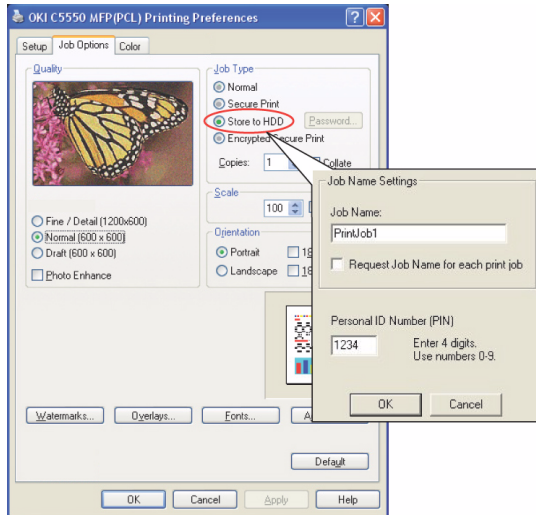 OKI C5550 MFP(PCL) Printing Preferences
Setup Job Options Color
Quality
Fine / Detail (1200x600)
Normal (600 x 600)
Draft (600 x 600)
Photo Enhance
Job Type
Normal
Secure Print
Store to HDD Password...
Encrypted Secure Print
Copies: 1 Collate
Scale
100
Orientation
Portrait
Landscape
Watermarks... Overlays... Fonts...
Default
OK Cancel Apply Help
Job Name Settings
Job Name:
PrintJob1
Request Job Name for each print job
Personal ID Number (PIN)
1234
Enter 4 digits.
Use numbers 0-9.
OK Cancel